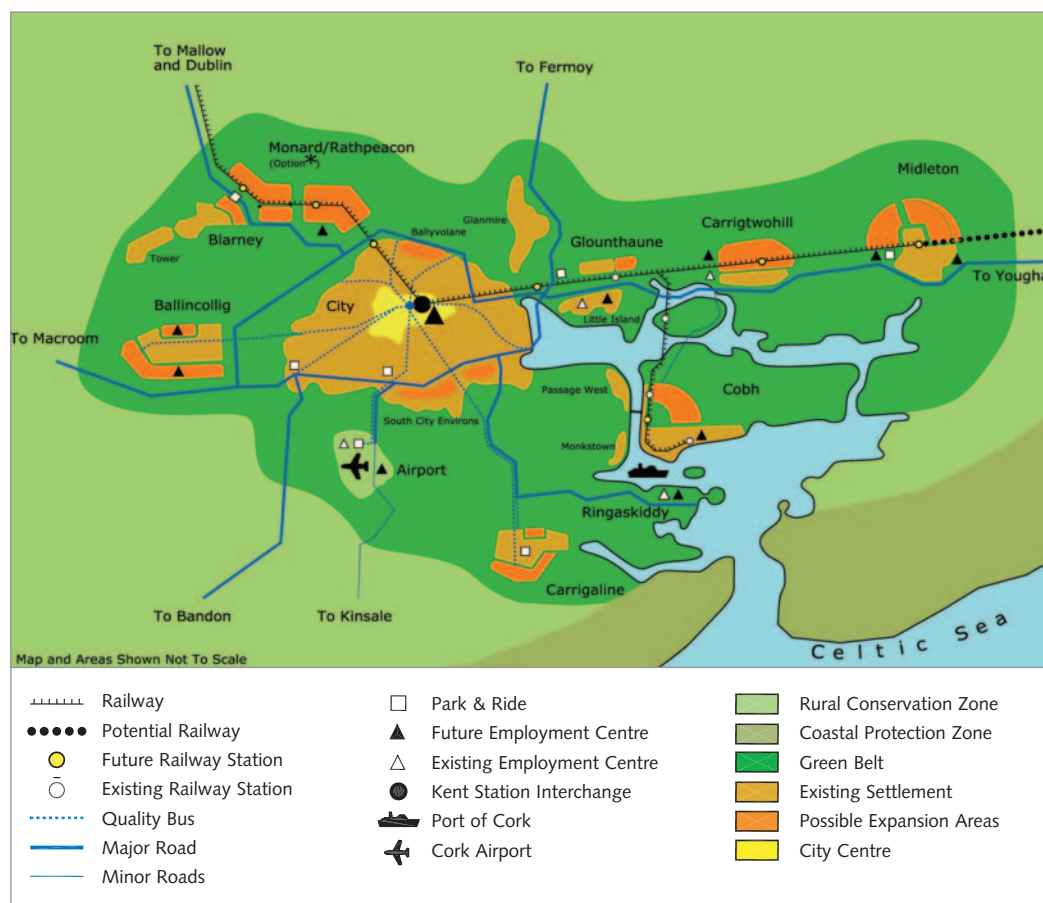 To Mallow
and Dublin
To Fermoy
Monard/Rathpeacon
(Option*)
Midleton
Glanmire
Carrigtwohill
Ballyvolane
Glounthaune
Blarney
Tower
To Youghal
Ballincollig
City
Little Island
To Macroom
Passage West
Cobh
South City Environs
Monkstown
Airport
Ringaskiddy
Carrigaline
To Bandon
To Kinsale
Celtic Sea
Map and Areas Shown Not To Scale
Railway
Potential Railway
Future Railway Station
Existing Railway Station
Quality Bus
Major Road
Minor Roads
Park & Ride
Future Employment Centre
Existing Employment Centre
Kent Station Interchange
Port of Cork
Cork Airport
Rural Conservation Zone
Coastal Protection Zone
Green Belt
Existing Settlement
Possible Expansion Areas
City Centre